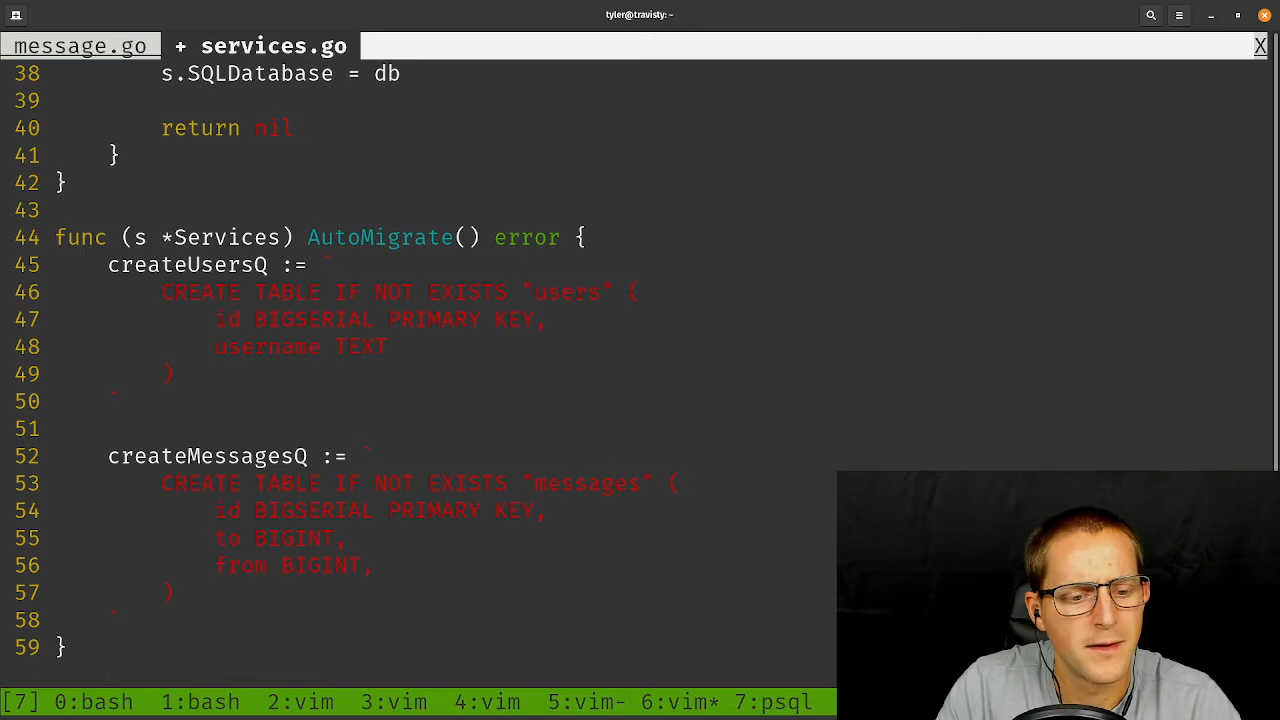 tyler@travisty: ~
message.go + services.go X
38 s.SQLDatabase = db
39
40 return nil
41 }
42 }
43
44 func (s *Services) AutoMigrate() error {
45 createUsersQ := `
46 CREATE TABLE IF NOT EXISTS "users" (
47 id BIGSERIAL PRIMARY KEY,
48 username TEXT
49 )
50 `
51
52 createMessagesQ := `
53 CREATE TABLE IF NOT EXISTS "messages" (
54 id BIGSERIAL PRIMARY KEY,
55 to BIGINT,
56 from BIGINT,
57 )
58 `
59 }
[7] 0:bash 1:bash 2:vim 3:vim 4:vim 5:vim- 6:vim* 7:psql